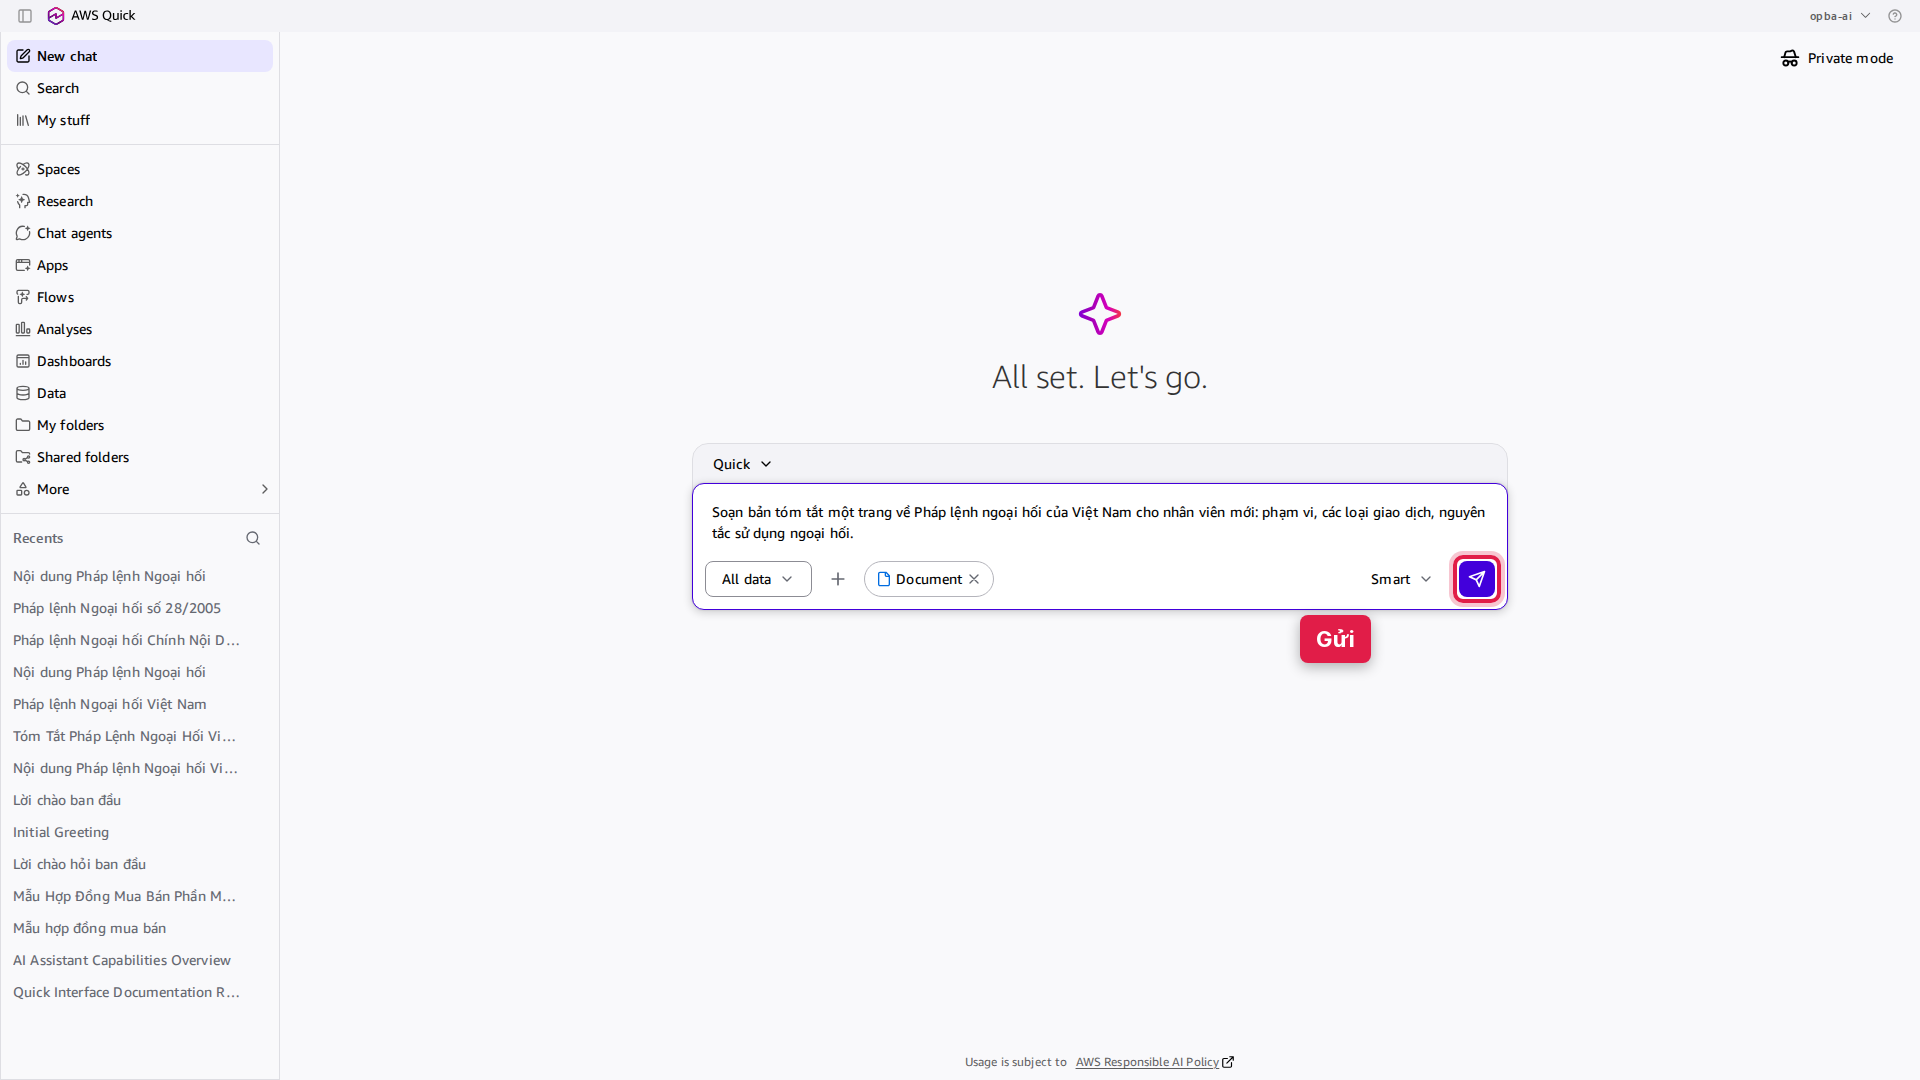 AWS Quick
opba-ai
New chat
Private mode
Search
My stuff
Spaces
Research
Chat agents
Apps
Flows
Analyses
Dashboards
Data
My folders
Shared folders
More
All set. Let's go.
Quick
Soạn bản tóm tắt một trang về Pháp lệnh ngoại hối của Việt Nam cho nhân viên mới: phạm vi, các loại giao dịch, nguyên
tắc sử dụng ngoại hối.
All data
Document
Smart
Gửi
Recents
Nội dung Pháp lệnh Ngoại hối
Pháp lệnh Ngoại hối số 28/2005
Pháp lệnh Ngoại hối Chính Nội D...
Nội dung Pháp lệnh Ngoại hối
Pháp lệnh Ngoại hối Việt Nam
Tóm Tắt Pháp Lệnh Ngoại Hối Vi...
Nội dung Pháp lệnh Ngoại hối Vi...
Lời chào ban đầu
Initial Greeting
Lời chào hỏi ban đầu
Mẫu Hợp Đồng Mua Bán Phần M...
Mẫu hợp đồng mua bán
AI Assistant Capabilities Overview
Quick Interface Documentation R...
Usage is subject to AWS Responsible AI Policy